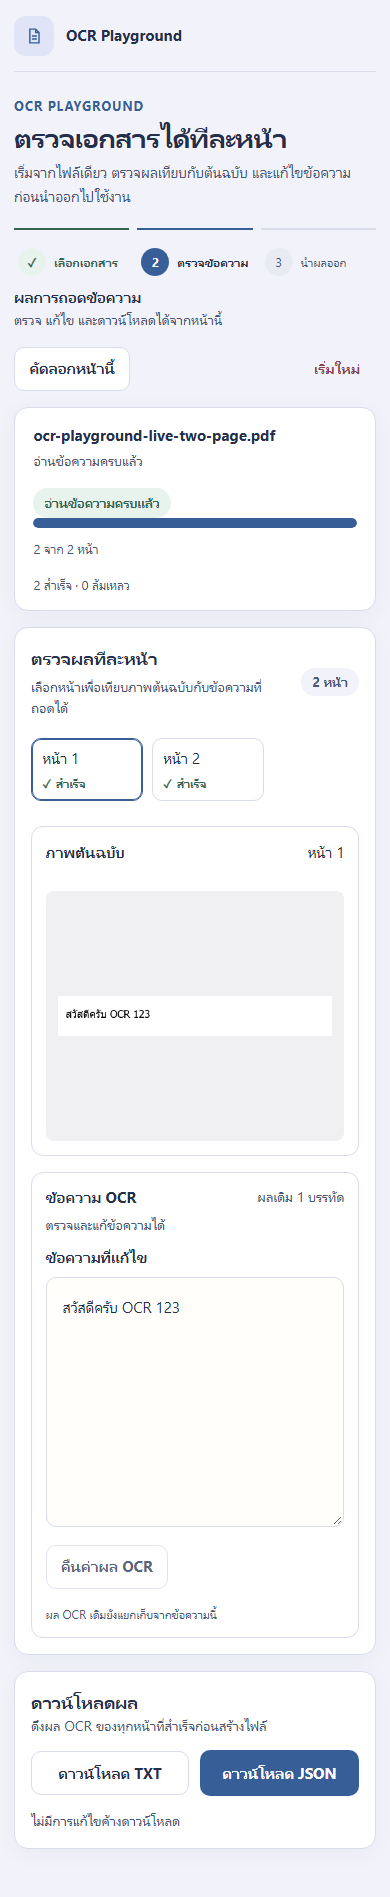 OCR Playground
OCR PLAYGROUND
ตรวจเอกสารได้ทีละหน้า
เริ่มจากไฟล์เดียว ตรวจผลเทียบกับต้นฉบับ และแก้ไขข้อความ
ก่อนนำออกไปใช้งาน
✓ เลือกเอกสาร 2 ตรวจข้อความ 3 นำผลออก
ผลการถอดข้อความ
ตรวจ แก้ไข และดาวน์โหลดได้จากหน้านี้
คัดลอกหน้านี้ เริ่มใหม่
ocr-playground-live-two-page.pdf
อ่านข้อความครบแล้ว
อ่านข้อความครบแล้ว
2 จาก 2 หน้า
2 สำเร็จ · 0 ล้มเหลว
ตรวจผลทีละหน้า
เลือกหน้าเพื่อเทียบภาพต้นฉบับกับข้อความที่
ถอดได้
2 หน้า
หน้า 1 หน้า 2
✓ สำเร็จ ✓ สำเร็จ
ภาพต้นฉบับ หน้า 1
สวัสดีครับ OCR 123
ข้อความ OCR ผลเดิม 1 บรรทัด
ตรวจและแก้ข้อความได้
ข้อความที่แก้ไข
สวัสดีครับ OCR 123
คืนค่าผล OCR
ผล OCR เดิมยังแยกเก็บจากข้อความนี้
ดาวน์โหลดผล
ดึงผล OCR ของทุกหน้าที่สำเร็จก่อนสร้างไฟล์
ดาวน์โหลด TXT ดาวน์โหลด JSON
ไม่มีการแก้ไขค้างดาวน์โหลด